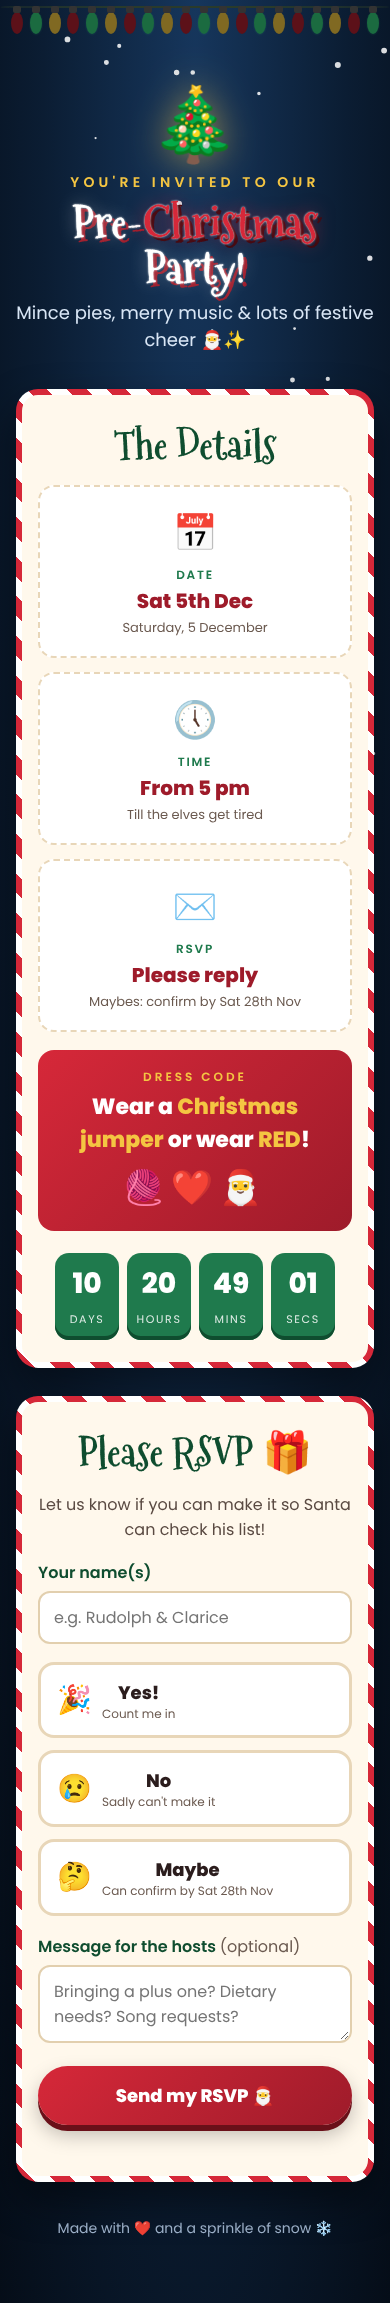 YOU'RE INVITED TO OUR
Pre-Christmas
Party!
Mince pies, merry music & lots of festive
cheer 🎅✨
The Details
July
17
DATE
Sat 5th Dec
Saturday, 5 December
TIME
From 5 pm
Till the elves get tired
RSVP
Please reply
Maybes: confirm by Sat 28th Nov
DRESS CODE
Wear a Christmas
jumper or wear RED!
🧶 ❤️ 🎅
10 20 49 01
DAYS HOURS MINS SECS
Please RSVP 🎁
Let us know if you can make it so Santa
can check his list!
Your name(s)
e.g. Rudolph & Clarice
Yes!
Count me in
No
Sadly can't make it
Maybe
Can confirm by Sat 28th Nov
Message for the hosts (optional)
Bringing a plus one? Dietary
needs? Song requests?
Send my RSVP 🎅
Made with ❤️ and a sprinkle of snow ❄️